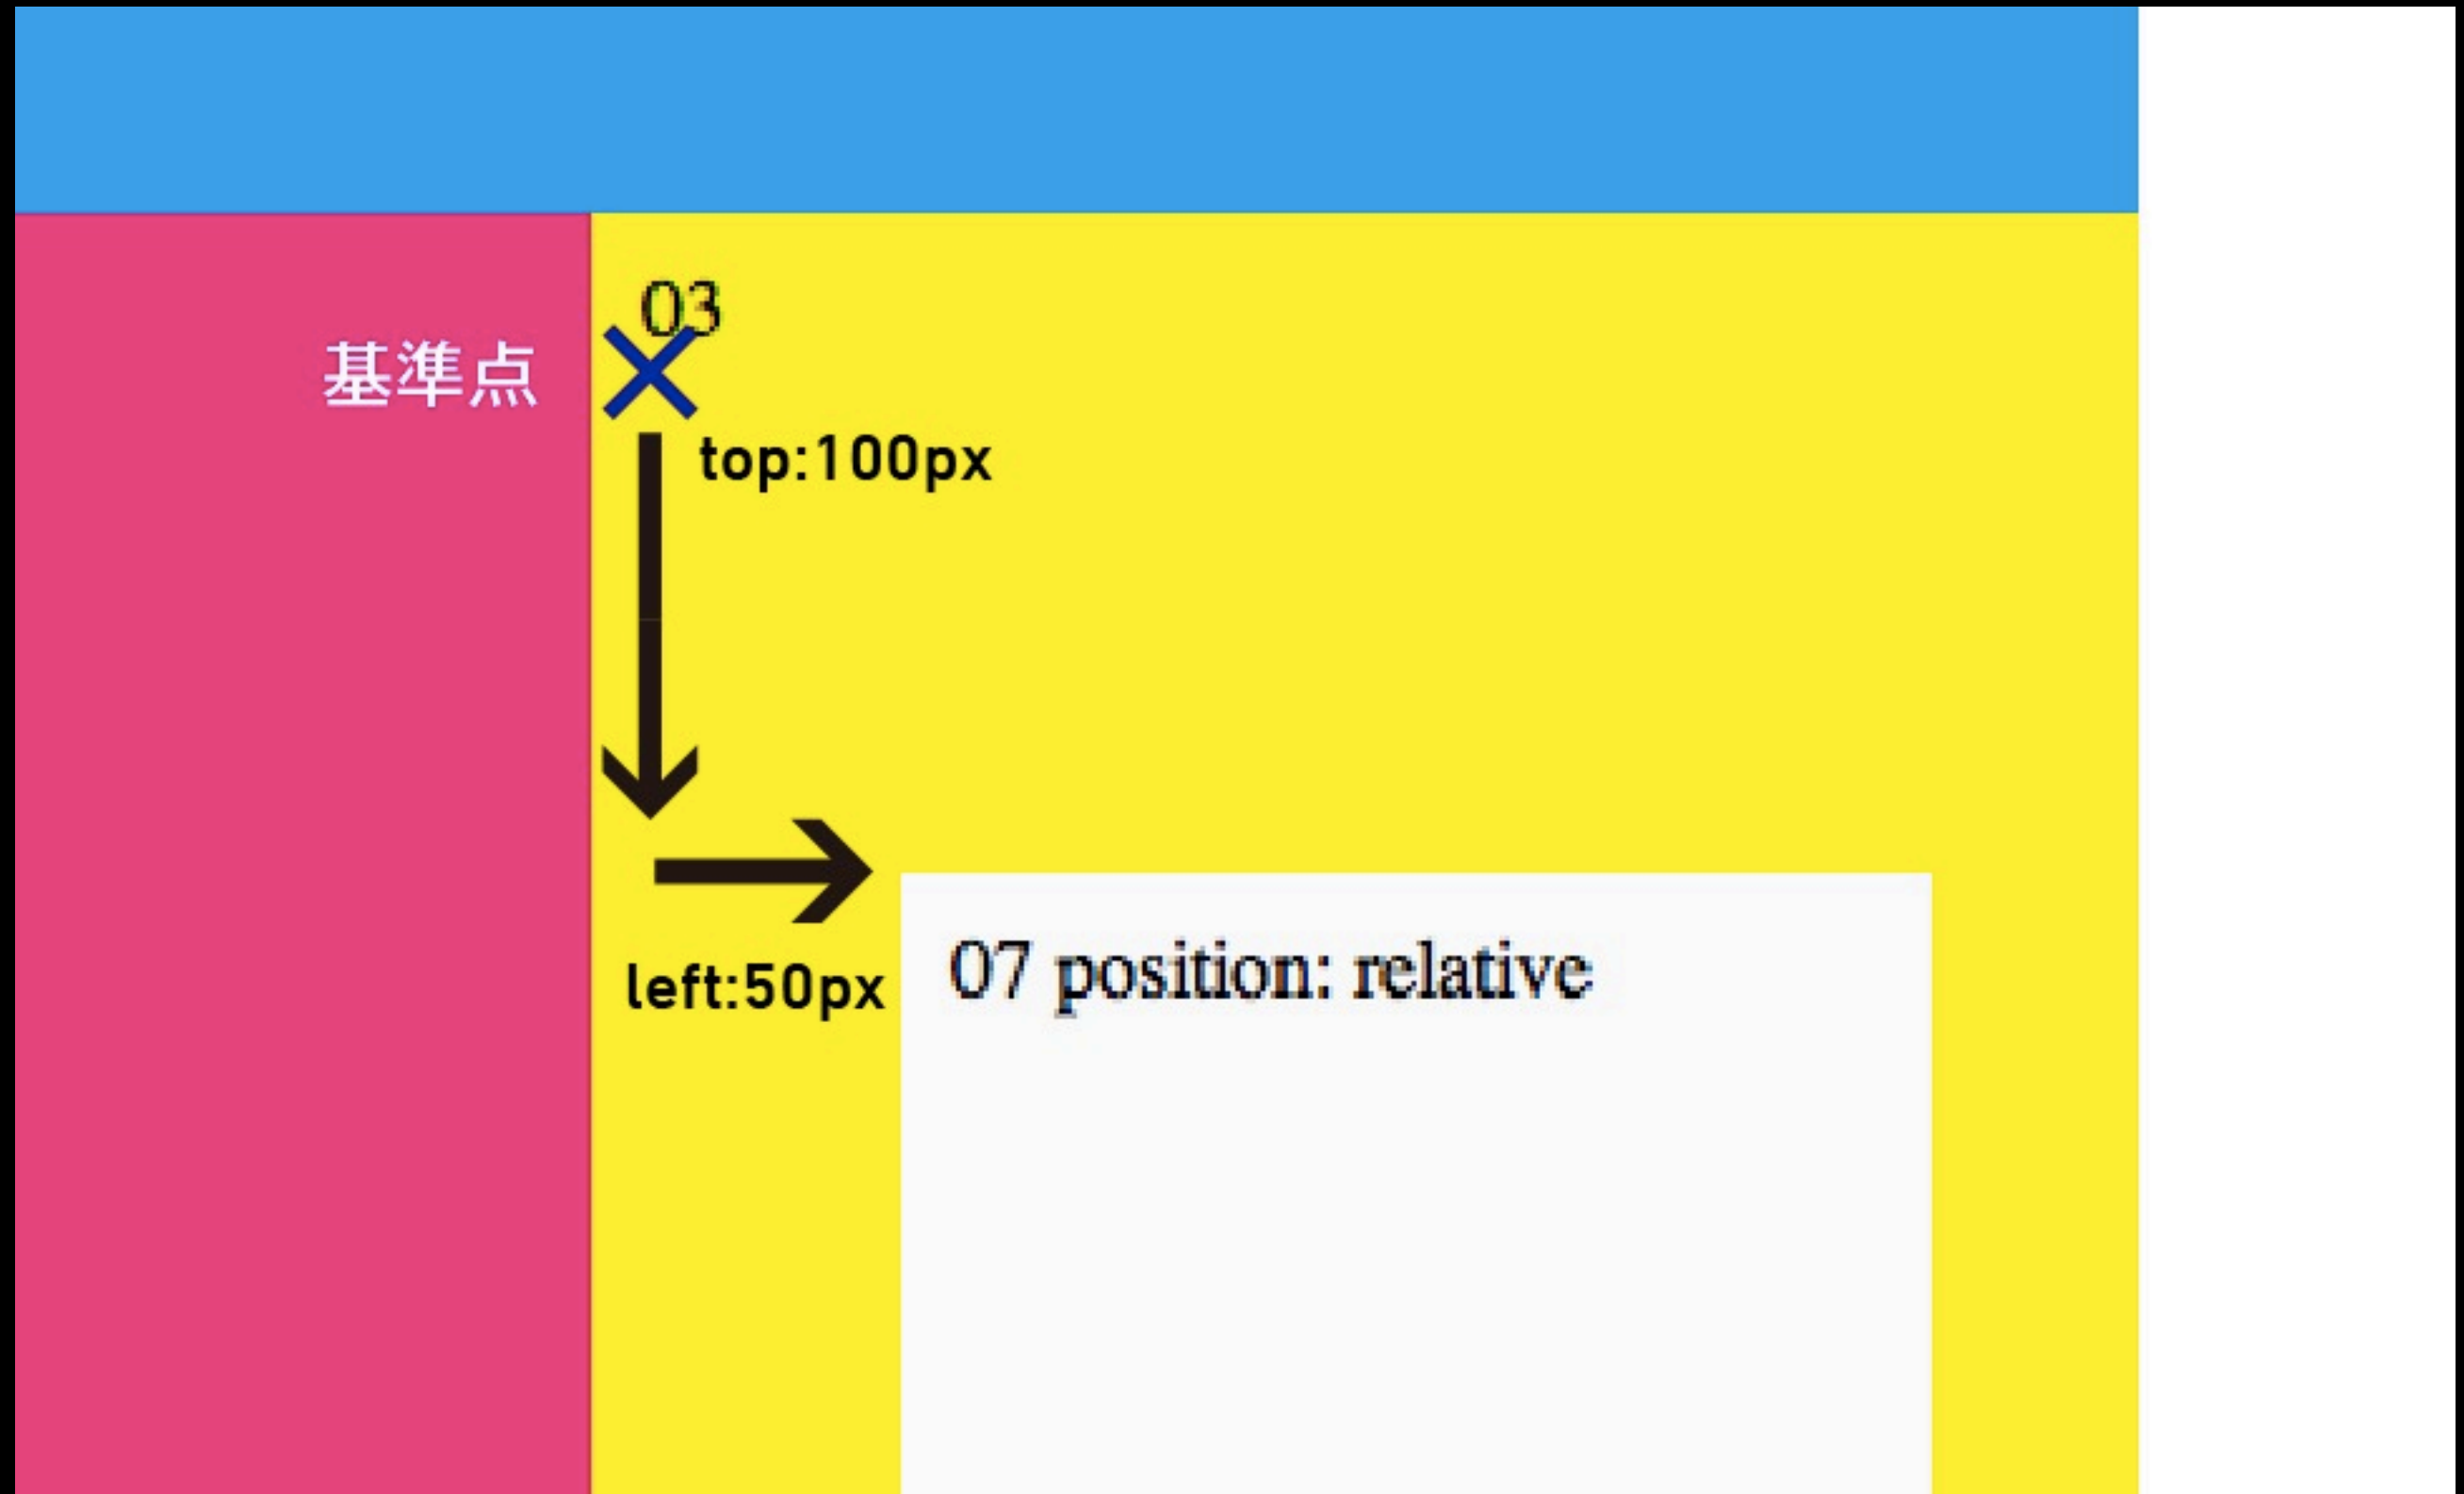 03
基準点
top:100px
left:50px
07 position: relative